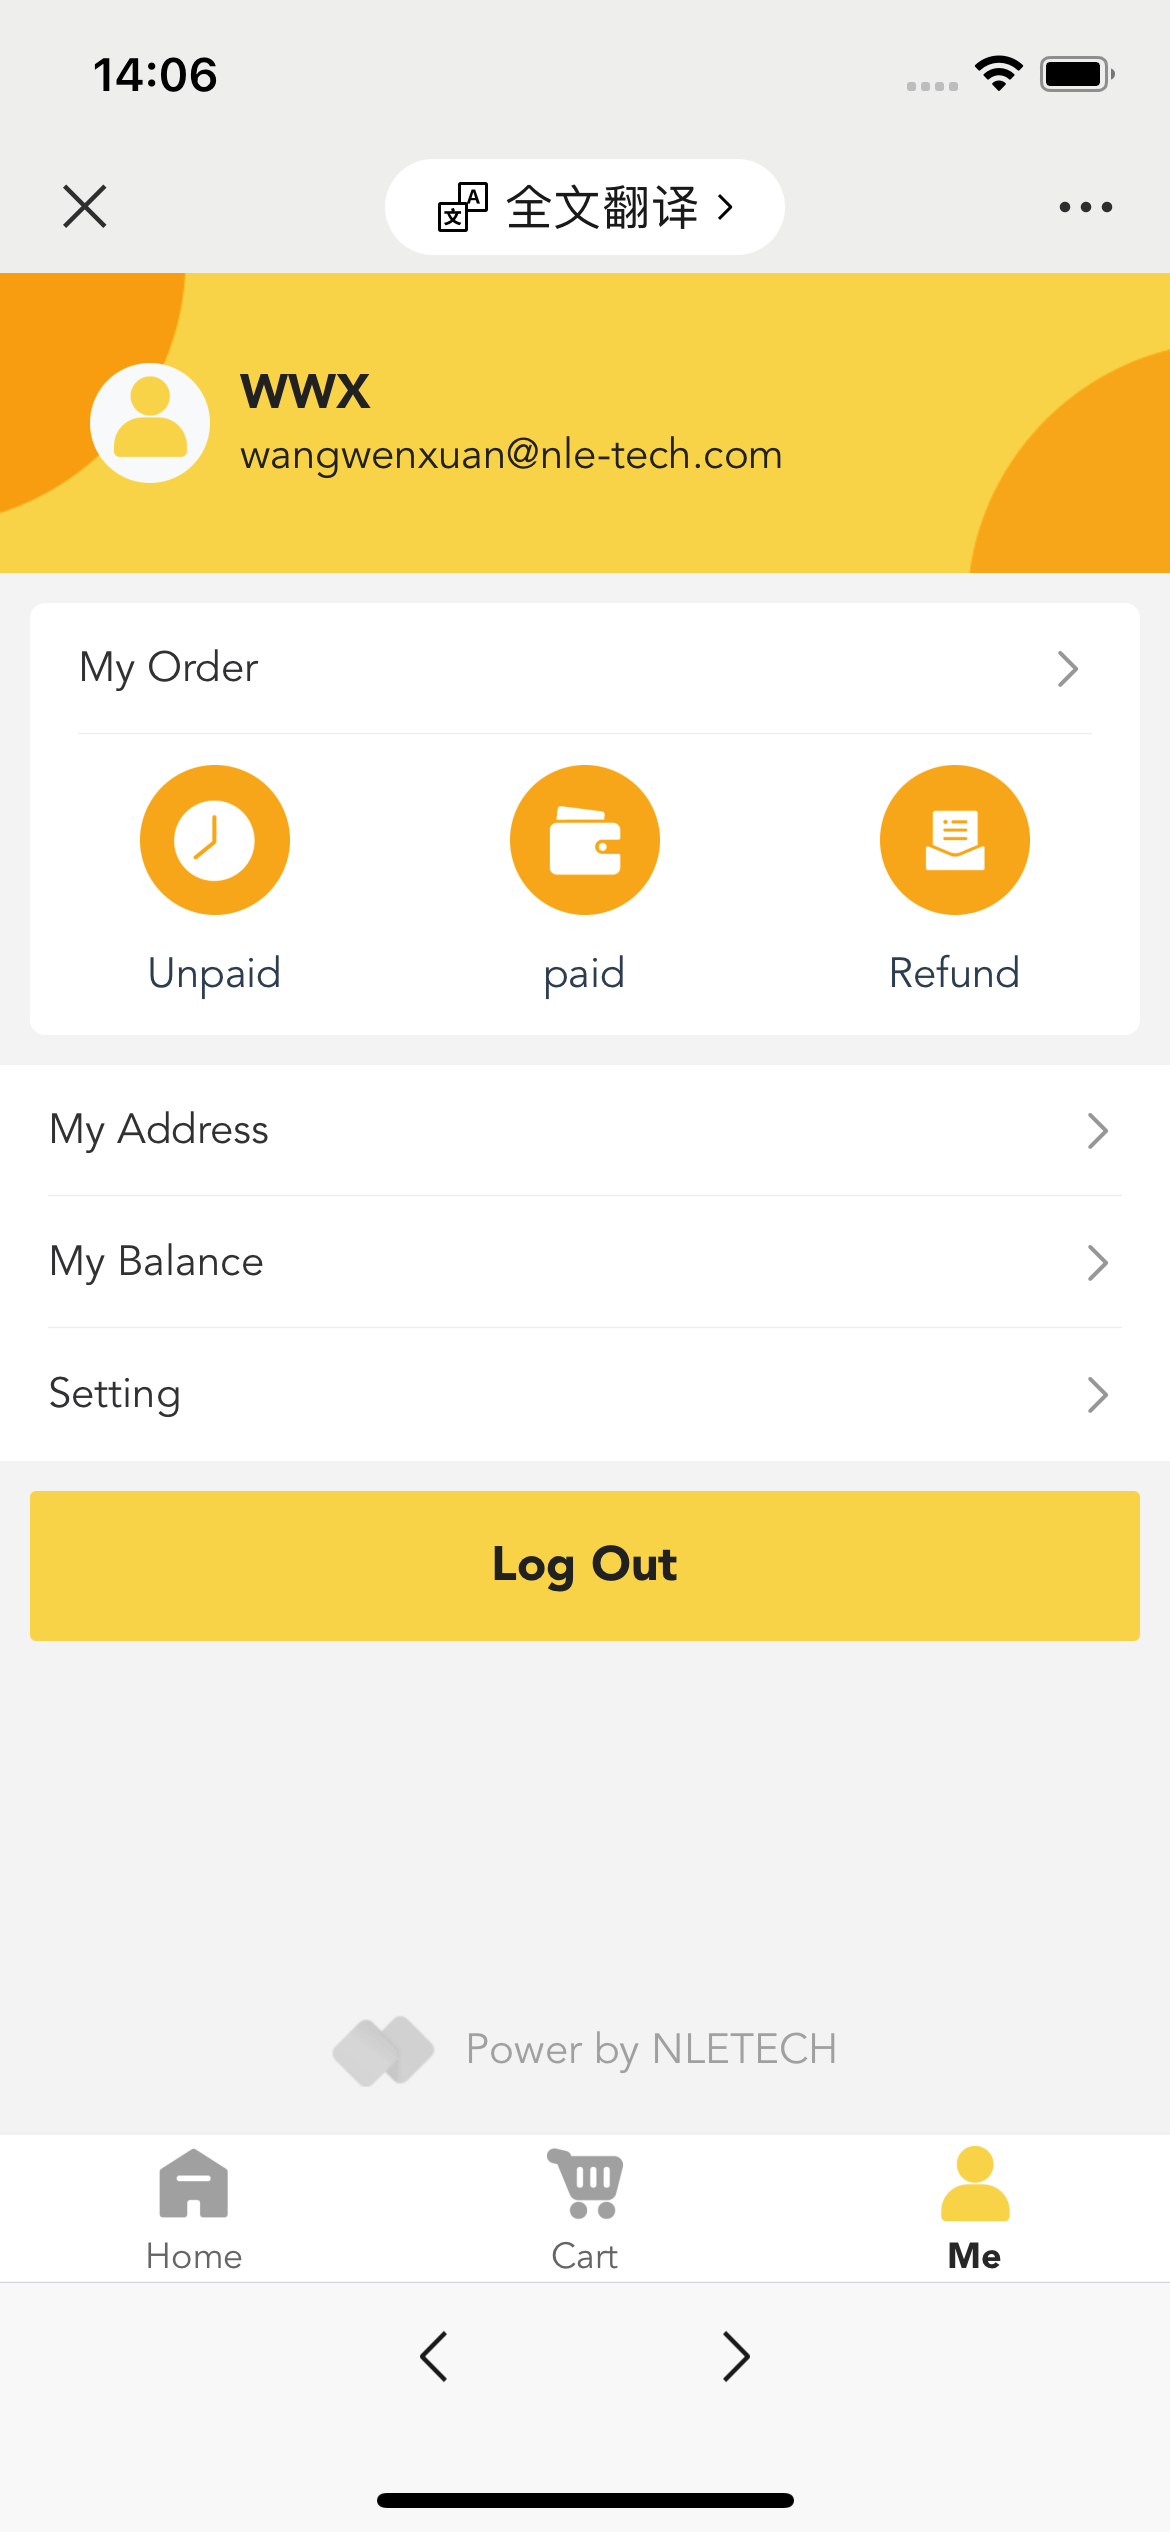 14:06
全文翻译
wwx
wangwenxuan@nle-tech.com
My Order
Unpaid
paid
Refund
My Address
My Balance
Setting
Log Out
Power by NLETECH
Home
Cart
Me